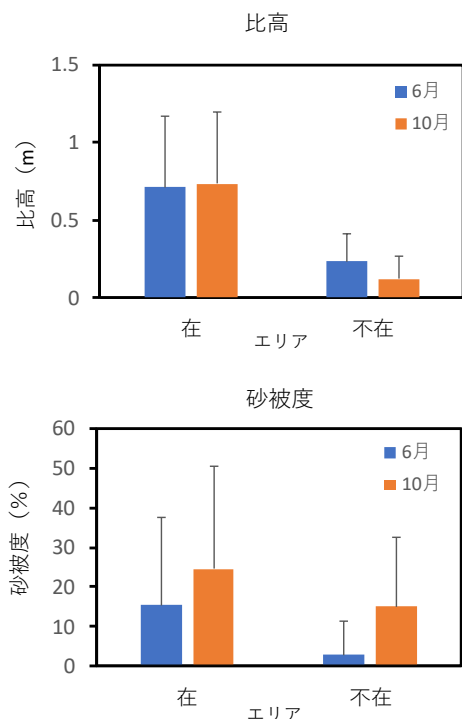 比高
1.5
1
0.5
0
比高（m）
6月
10月
在
不在
エリア
砂被度
60
50
40
30
20
10
0
砂被度（%）
6月
10月
在
不在
エリア